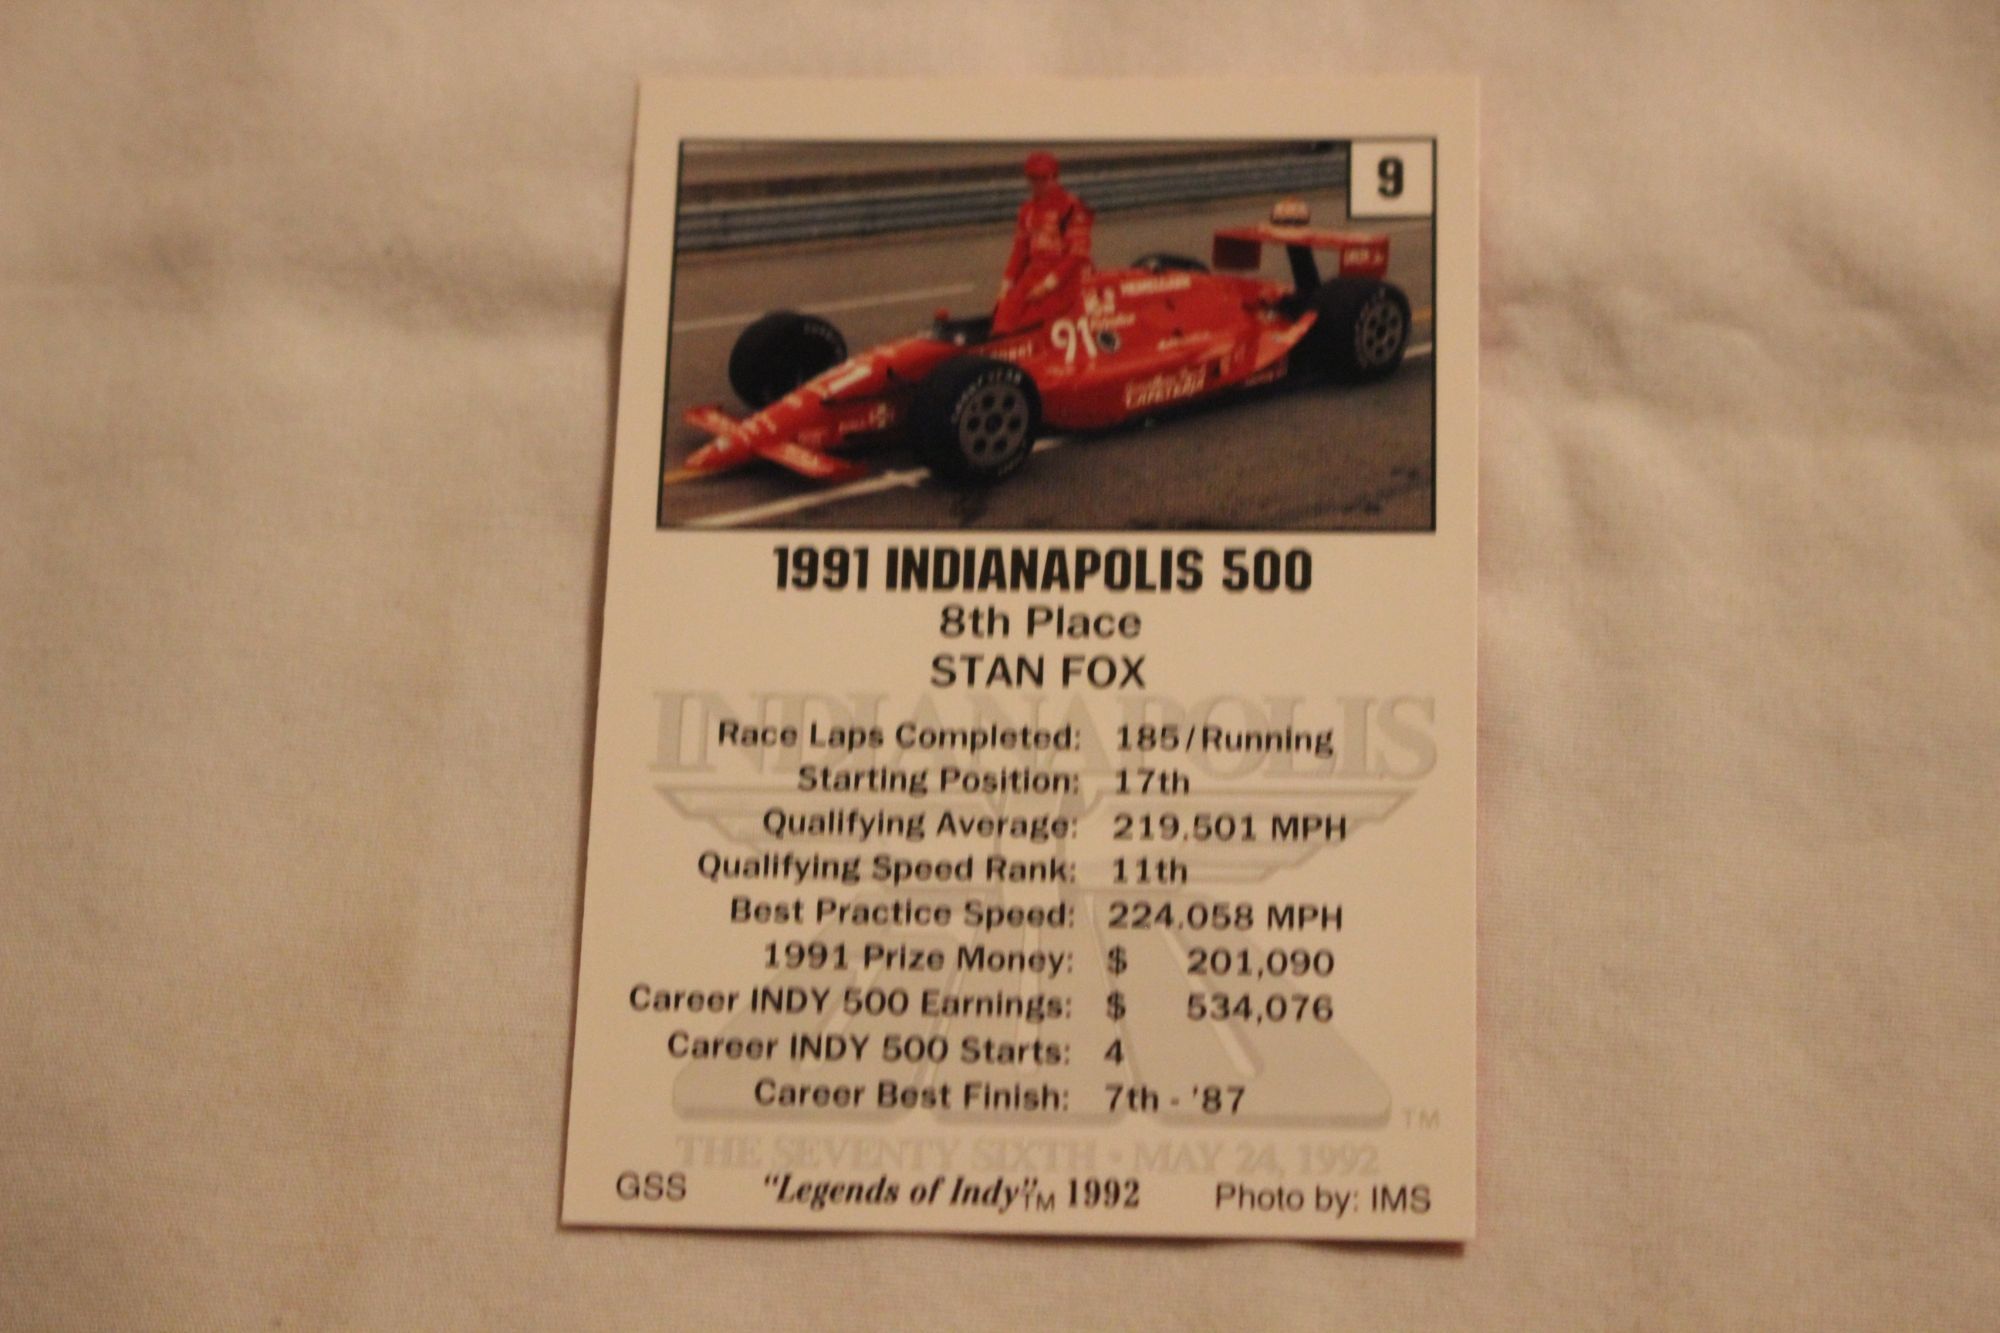 9
91
1991 INDIANAPOLIS 500
8th Place
STAN FOX
INDIANAPOLIS
Race Laps Completed: 185/Running
Starting Position: 17th
Qualifying Average: 219.501 MPH
Qualifying Speed Rank: 11th
Best Practice Speed: 224.058 MPH
1991 Prize Money: $ 201,090
Career INDY 500 Earnings: $ 534,076
Career INDY 500 Starts: 4
Career Best Finish: 7th - '87
TM
THE SEVENTY SIXTH • MAY 24, 1992
GSS "Legends of Indy"TM 1992 Photo by: IMS